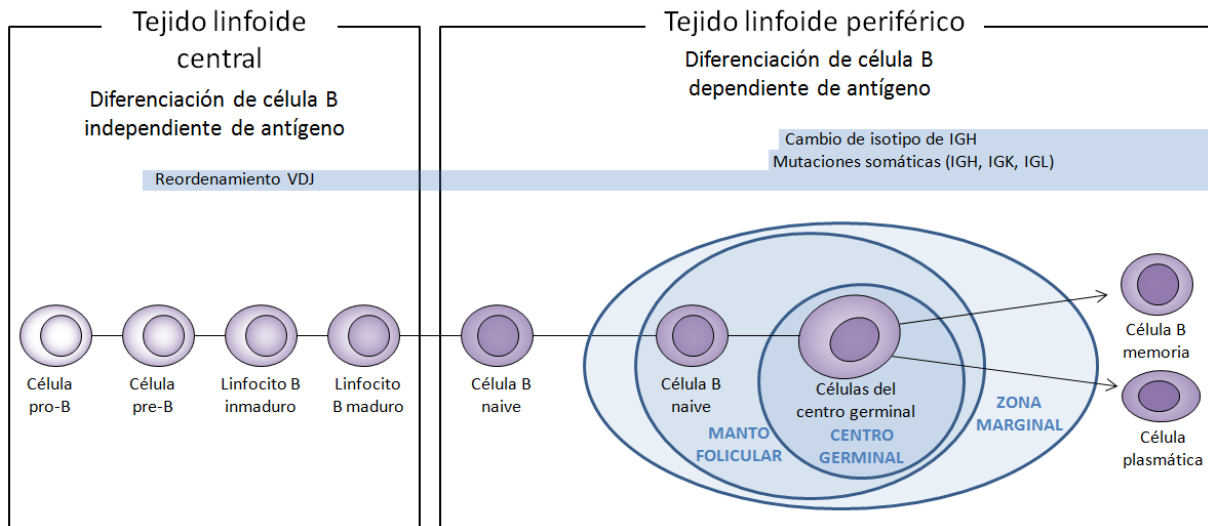 Tejido linfoide
central
Diferenciación de célula B
independiente de antígeno
Tejido linfoide periférico
Diferenciación de célula B
dependiente de antígeno
Cambio de isotipo de IGH
Mutaciones somáticas (IGH, IGK, IGL)
Reordenamiento VDJ
Célula
pro-B
Célula
pre-B
Linfocito B
inmaduro
Linfocito
B maduro
Célula B
naive
Célula B
naive
Células del
centro germinal
MANTO
FOLICULAR
CENTRO
GERMINAL
ZONA
MARGINAL
Célula B
memoria
Célula
plasmática